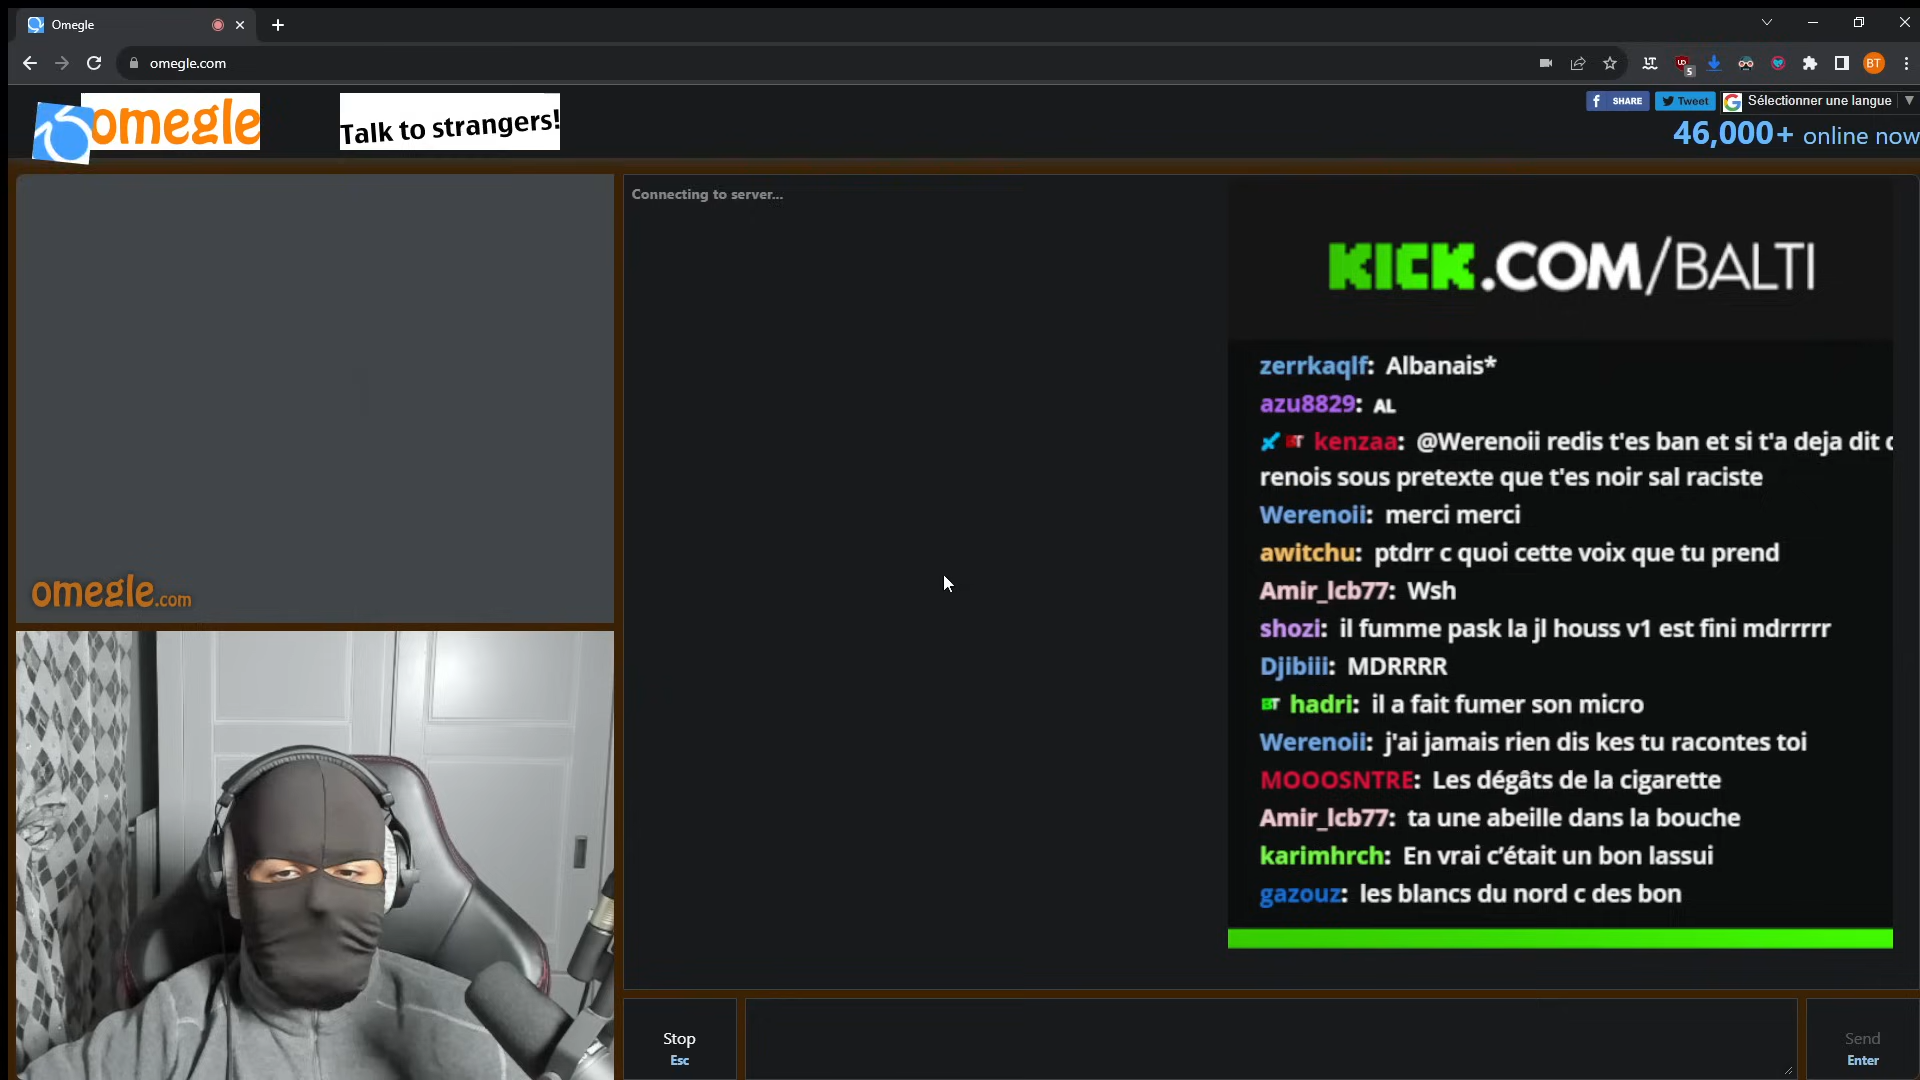 Omegle
omegle.com
5
BT
omegle
Talk to strangers!
f SHARE
Tweet
Sélectionner une langue
46,000+ online now
Connecting to server...
omegle.com
KICK.COM/BALTI
zerrkaqlf: Albanais*
azu8829: AL
BT kenzaa: @Werenoii redis t'es ban et si t'a deja dit
renois sous pretexte que t'es noir sal raciste
Werenoii: merci merci
awitchu: ptdrr c quoi cette voix que tu prend
Amir_lcb77: Wsh
shozi: il fumme pask la jl houss v1 est fini mdrrrrr
Djibiii: MDRRRR
BT hadri: il a fait fumer son micro
Werenoii: j'ai jamais rien dis kes tu racontes toi
MOOOSNTRE: Les dégâts de la cigarette
Amir_lcb77: ta une abeille dans la bouche
karimhrch: En vrai c’était un bon lassui
gazouz: les blancs du nord c des bon
Stop
Esc
Send
Enter